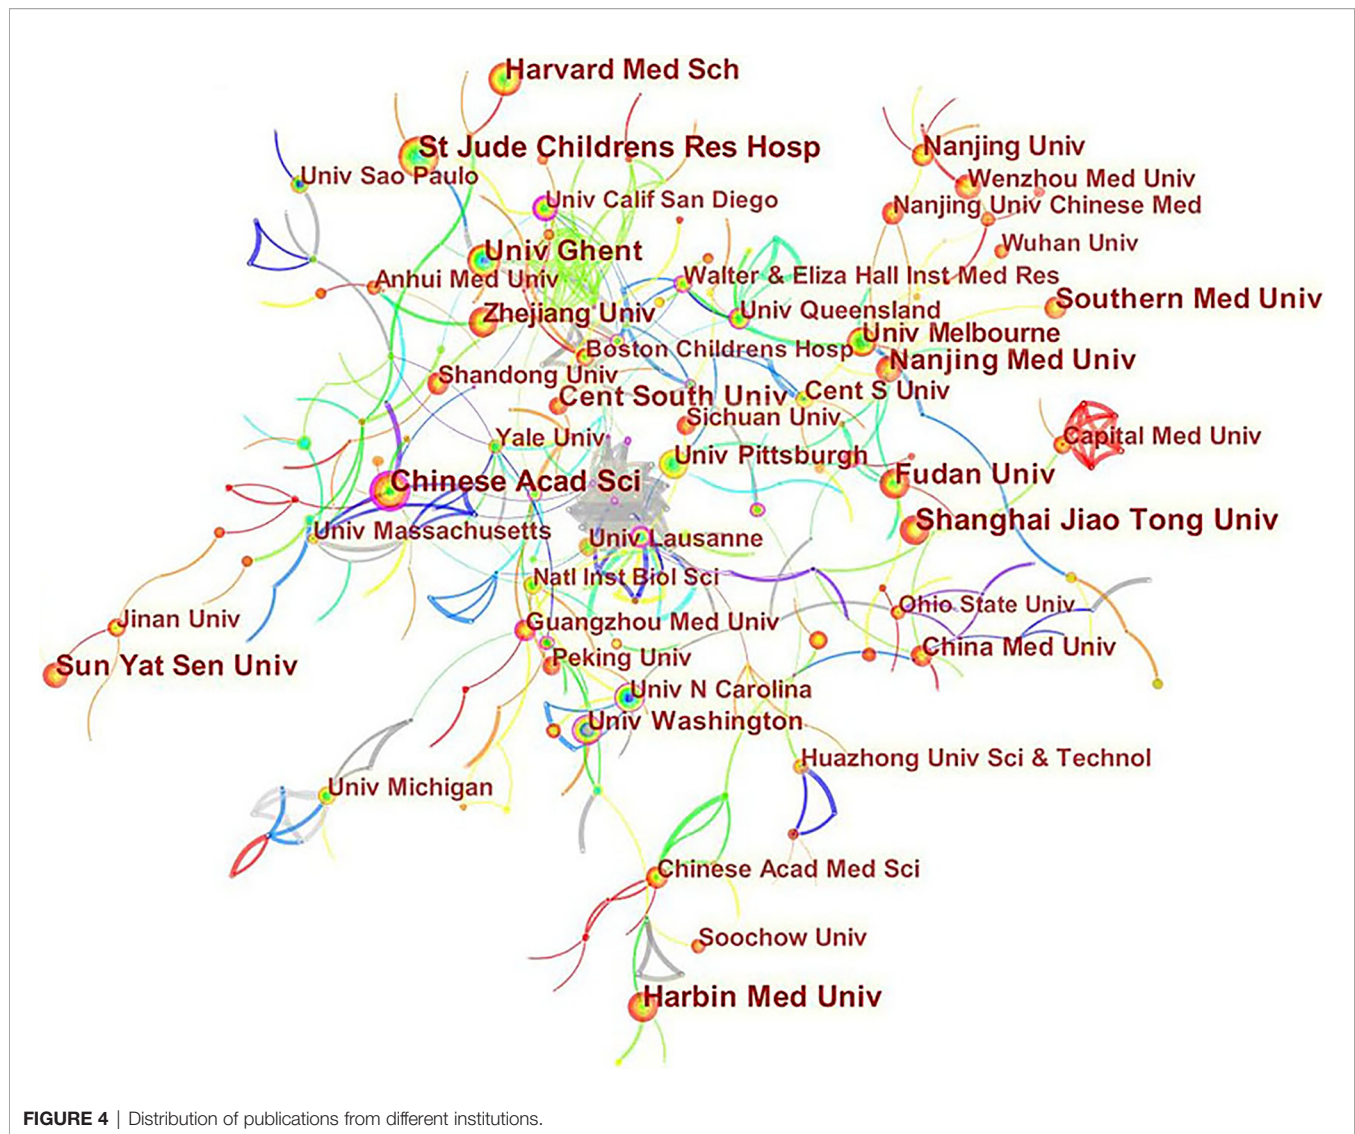 Harvard Med Sch
St Jude Childrens Res Hosp
Nanjing Univ
Univ Sao Paulo
Wenzhou Med Univ
Univ Calif San Diego
Nanjing Univ Chinese Med
Wuhan Univ
Univ Ghent
Anhui Med Univ
Walter & Eliza Hall Inst Med Res
Southern Med Univ
Zhejiang Univ
Univ Queensland
Univ Melbourne
Boston Childrens Hosp
Nanjing Med Univ
Shandong Univ
Cent South Univ
Cent S Univ
Sichuan Univ
Yale Univ
Capital Med Univ
Univ Pittsburgh
Chinese Acad Sci
Fudan Univ
Shanghai Jiao Tong Univ
Univ Massachusetts
Univ Lausanne
Natl Inst Biol Sci
Ohio State Univ
Jinan Univ
Guangzhou Med Univ
China Med Univ
Sun Yat Sen Univ
Peking Univ
Univ N Carolina
Univ Washington
Huazhong Univ Sci & Technol
Univ Michigan
Chinese Acad Med Sci
Soochow Univ
Harbin Med Univ
FIGURE 4 | Distribution of publications from different institutions.